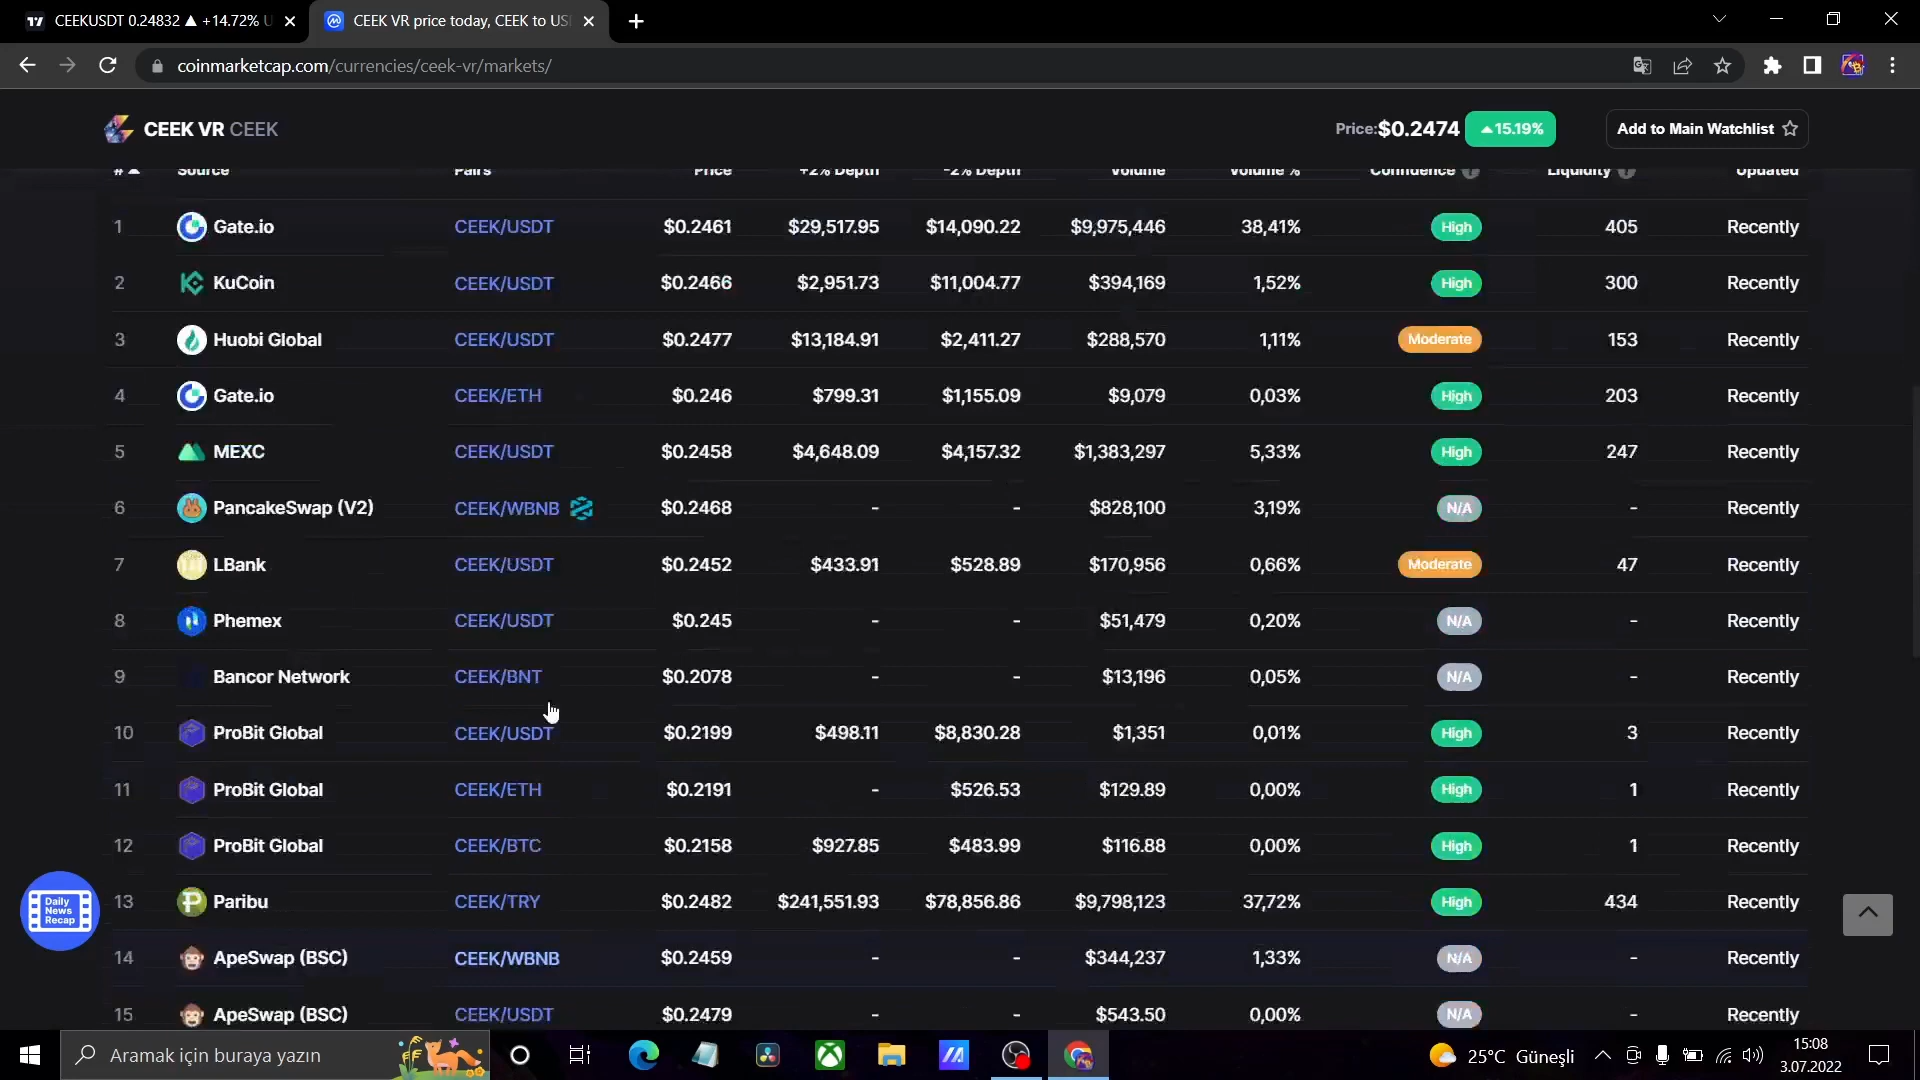 CEEKUSDT 0.24832 ▲ +14.72% U
CEEK VR price today, CEEK to US
coinmarketcap.com/currencies/ceek-vr/markets/
CEEK VR CEEK
Price:$0.2474 ▲15.19% Add to Main Watchlist
# Source Pairs Price +2% Depth -2% Depth Volume Volume % Confidence Liquidity Updated
1 Gate.io CEEK/USDT $0.2461 $29,517.95 $14,090.22 $9,975,446 38,41% High 405 Recently
2 KuCoin CEEK/USDT $0.2466 $2,951.73 $11,004.77 $394,169 1,52% High 300 Recently
3 Huobi Global CEEK/USDT $0.2477 $13,184.91 $2,411.27 $288,570 1,11% Moderate 153 Recently
4 Gate.io CEEK/ETH $0.246 $799.31 $1,155.09 $9,079 0,03% High 203 Recently
5 MEXC CEEK/USDT $0.2458 $4,648.09 $4,157.32 $1,383,297 5,33% High 247 Recently
6 PancakeSwap (V2) CEEK/WBNB $0.2468 - - $828,100 3,19% N/A - Recently
7 LBank CEEK/USDT $0.2452 $433.91 $528.89 $170,956 0,66% Moderate 47 Recently
8 Phemex CEEK/USDT $0.245 - - $51,479 0,20% N/A - Recently
9 Bancor Network CEEK/BNT $0.2078 - - $13,196 0,05% N/A - Recently
10 ProBit Global CEEK/USDT $0.2199 $498.11 $8,830.28 $1,351 0,01% High 3 Recently
11 ProBit Global CEEK/ETH $0.2191 - $526.53 $129.89 0,00% High 1 Recently
12 ProBit Global CEEK/BTC $0.2158 $927.85 $483.99 $116.88 0,00% High 1 Recently
13 Paribu CEEK/TRY $0.2482 $241,551.93 $78,856.86 $9,798,123 37,72% High 434 Recently
14 ApeSwap (BSC) CEEK/WBNB $0.2459 - - $344,237 1,33% N/A - Recently
15 ApeSwap (BSC) CEEK/USDT $0.2479 - - $543.50 0,00% N/A - Recently
Daily
News
Recap
Aramak için buraya yazın
25°C Güneşli
15:08
3.07.2022